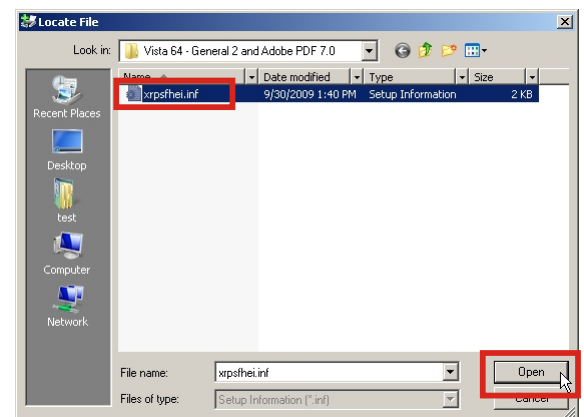 Locate File
Look in: Vista 64 - General 2 and Adobe PDF 7.0
Name Date modified Type Size
xrpsfhei.inf 9/30/2009 1:40 PM Setup Information 2 KB
Recent Places
Desktop
test
Computer
Network
File name: xrpsfhei.inf Open
Files of type: Setup Information (*.inf) Cancel